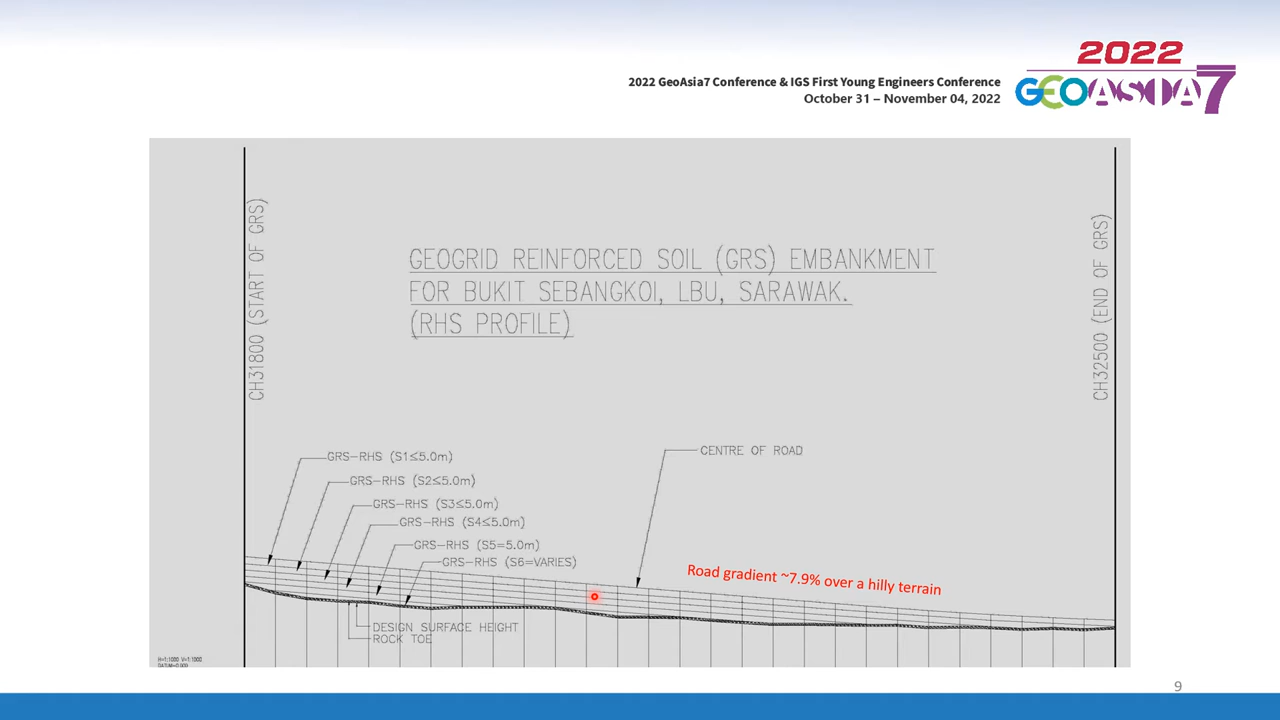 2022
2022 GeoAsia7 Conference & IGS First Young Engineers Conference
October 31 – November 04, 2022
GEOASIA7
CH31800 (START OF GRS)
GEOGRID REINFORCED SOIL (GRS) EMBANKMENT
FOR BUKIT SEBANGKOI, LBU, SARAWAK.
(RHS PROFILE)
CH32500 (END OF GRS)
GRS-RHS (S1≤5.0m)
CENTRE OF ROAD
GRS-RHS (S2≤5.0m)
GRS-RHS (S3≤5.0m)
GRS-RHS (S4≤5.0m)
GRS-RHS (S5=5.0m)
GRS-RHS (S6=VARIES)
Road gradient ~7.9% over a hilly terrain
DESIGN SURFACE HEIGHT
ROCK TOE
9